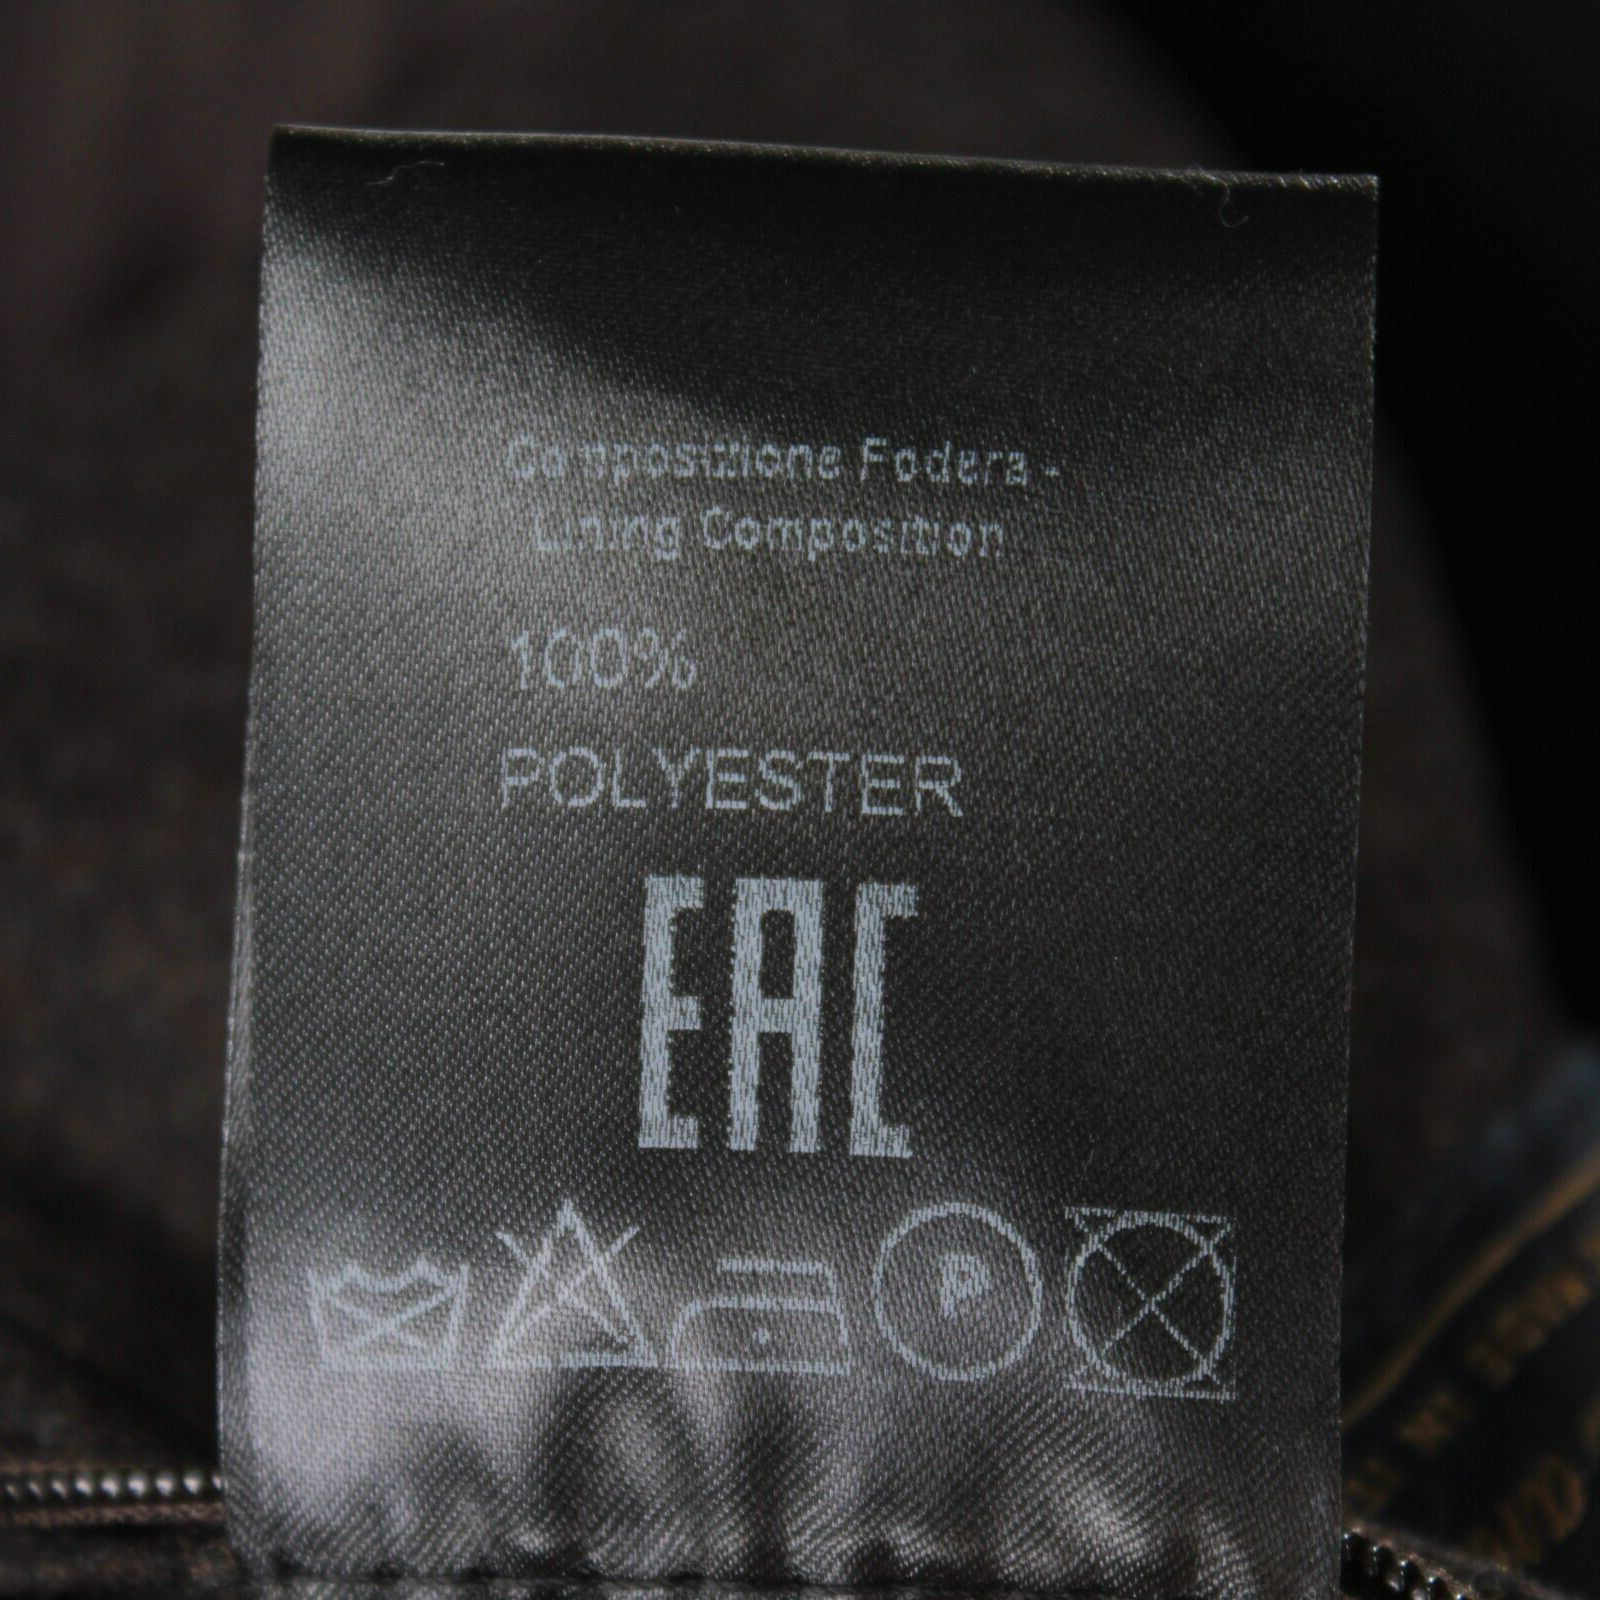 Composizione Fodera -
Lining Composition
100%
POLYESTER
EAC
P